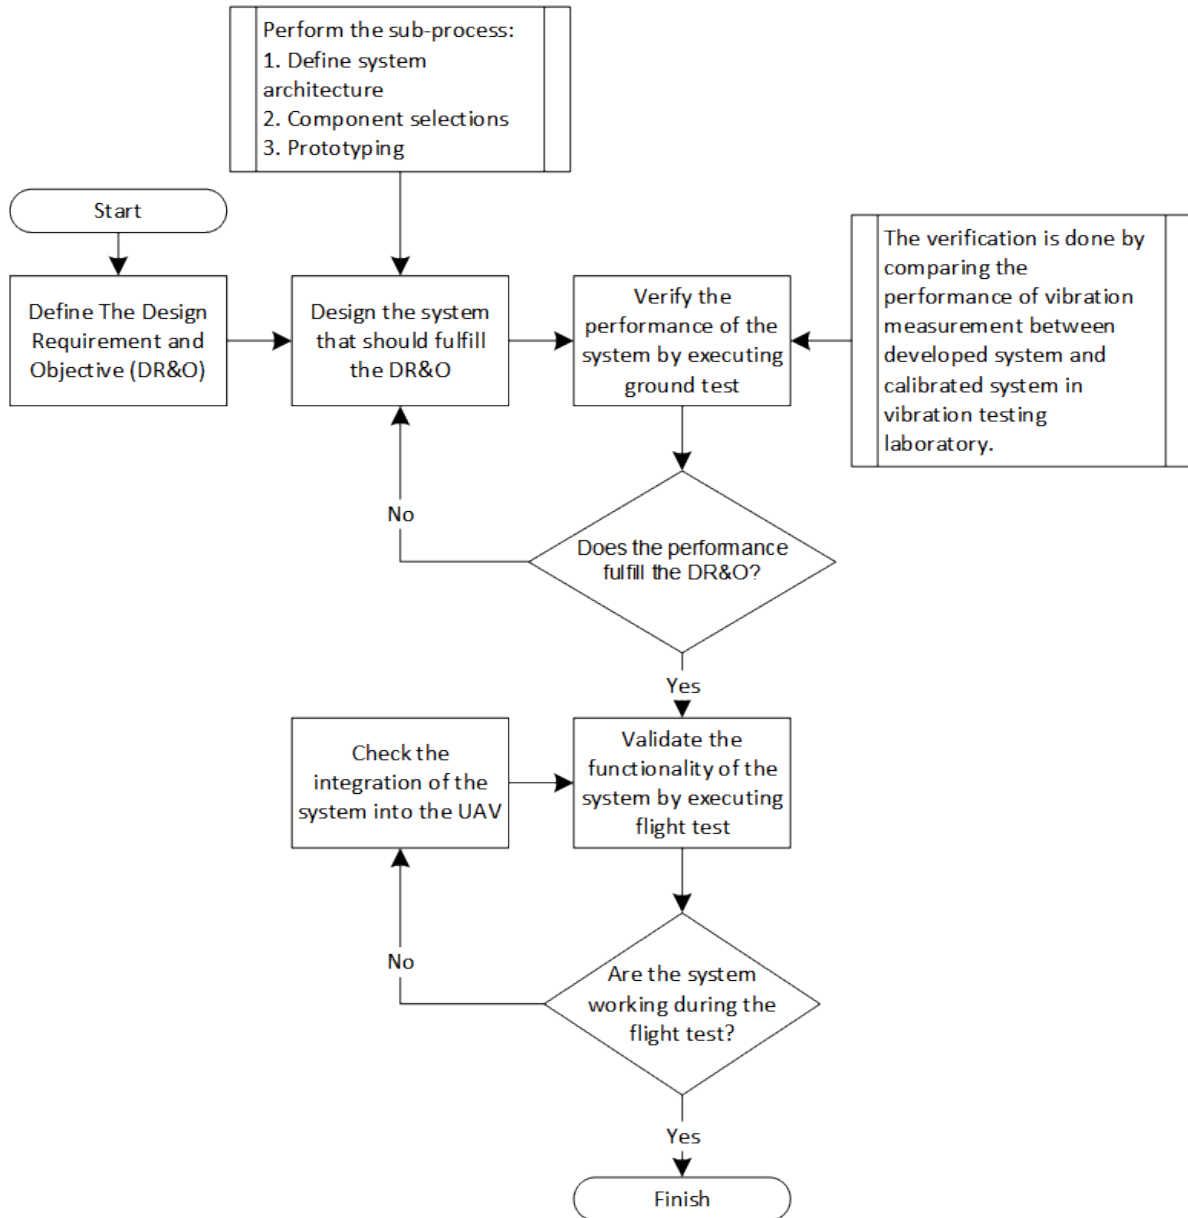 Perform the sub-process:
1. Define system
architecture
2. Component selections
3. Prototyping
Start
Define The Design
Requirement and
Objective (DR&O)
Design the system
that should fulfill
the DR&O
Verify the
performance of the
system by executing
ground test
The verification is done by
comparing the
performance of vibration
measurement between
developed system and
calibrated system in
vibration testing
laboratory.
No
Does the performance
fulfill the DR&O?
Yes
Check the
integration of the
system into the UAV
Validate the
functionality of the
system by executing
flight test
No
Are the system
working during the
flight test?
Yes
Finish